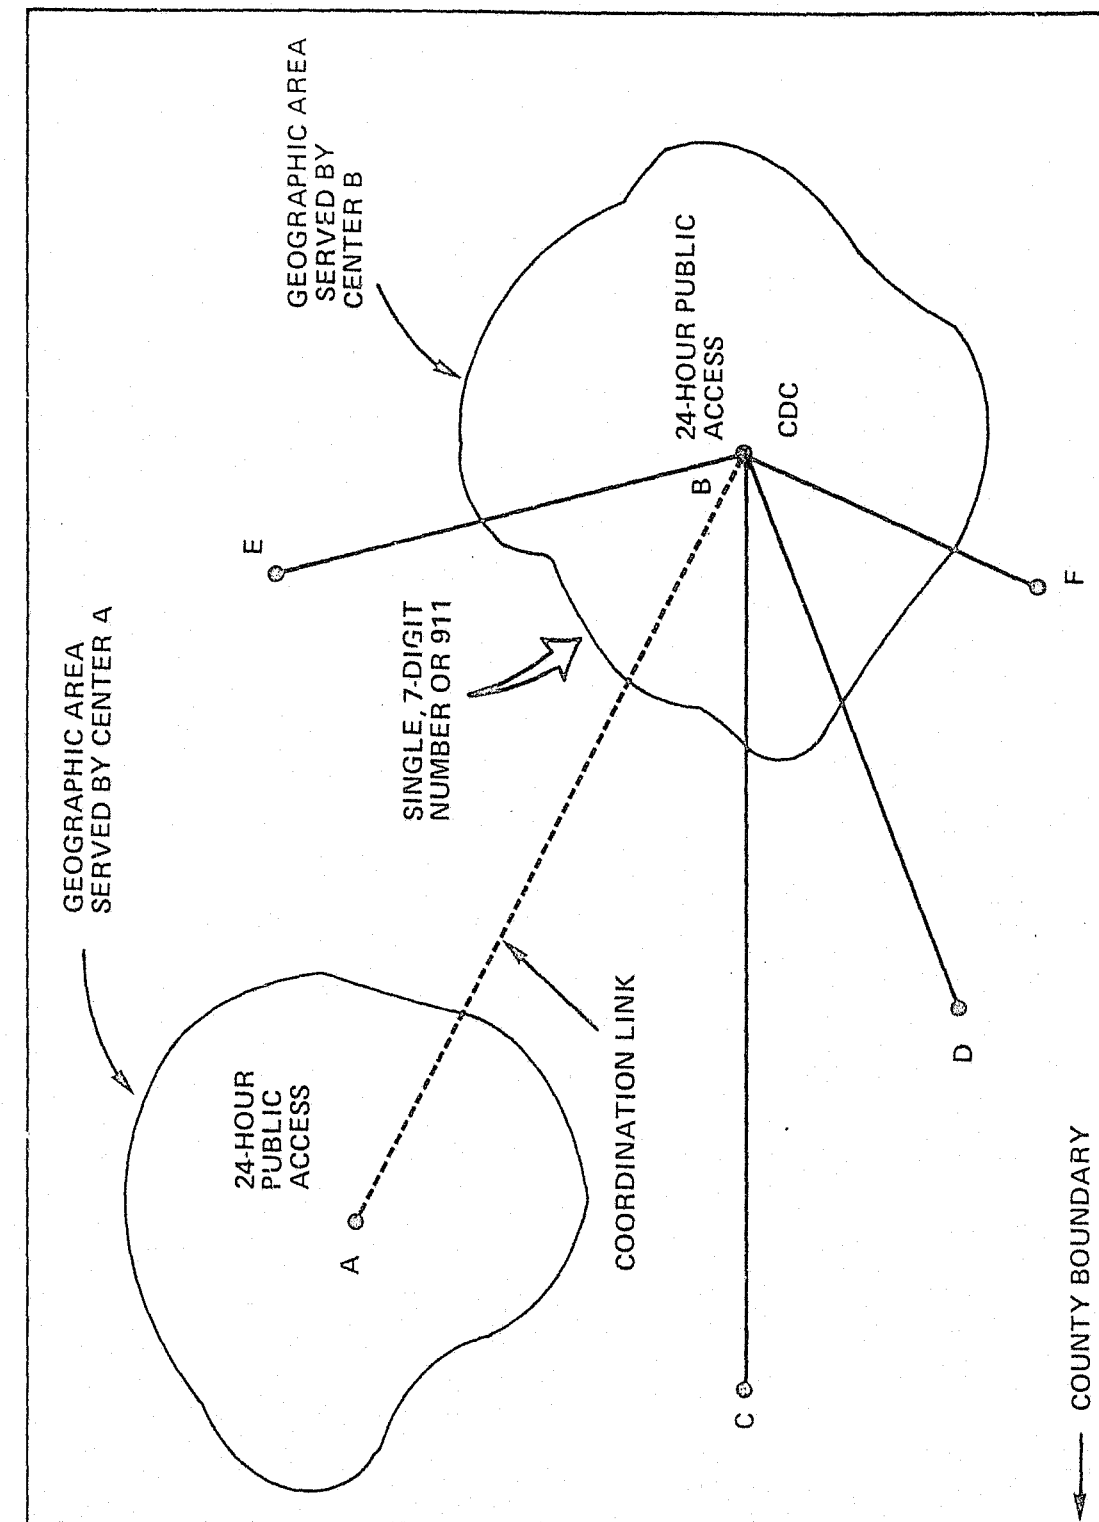 GEOGRAPHIC AREA
SERVED BY CENTER A
24-HOUR
PUBLIC
ACCESS
A
GEOGRAPHIC AREA
SERVED BY
CENTER B
E
SINGLE, 7-DIGIT
NUMBER OR 911
24-HOUR PUBLIC
ACCESS
B
CDC
COORDINATION LINK
C
D
F
COUNTY BOUNDARY